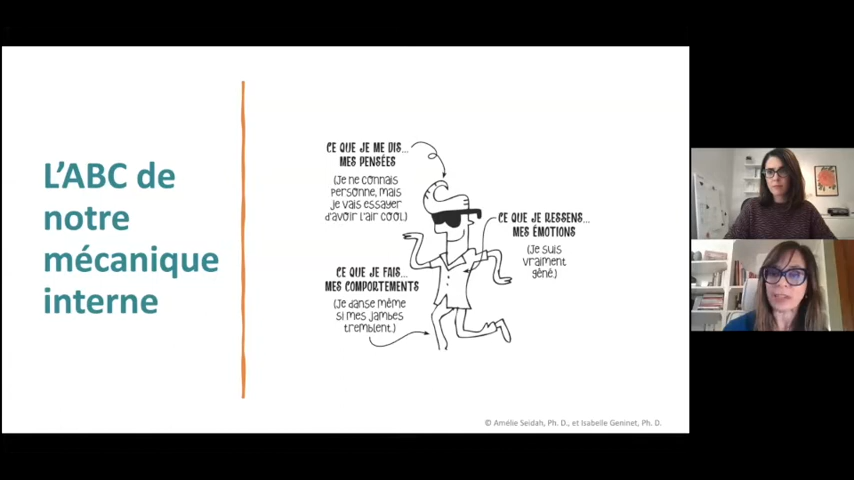 L'ABC de
notre
mécanique
interne
CE QUE JE ME DIS...
MES PENSÉES
(Je ne connais
personne, mais
je vais essayer
d'avoir l'air cool.)
CE QUE JE RESSENS...
MES ÉMOTIONS
(Je suis
vraiment
gêné.)
CE QUE JE FAIS...
MES COMPORTEMENTS
(Je danse même
si mes jambes
tremblent.)
© Amélie Seidah, Ph. D., et Isabelle Geninet, Ph. D.